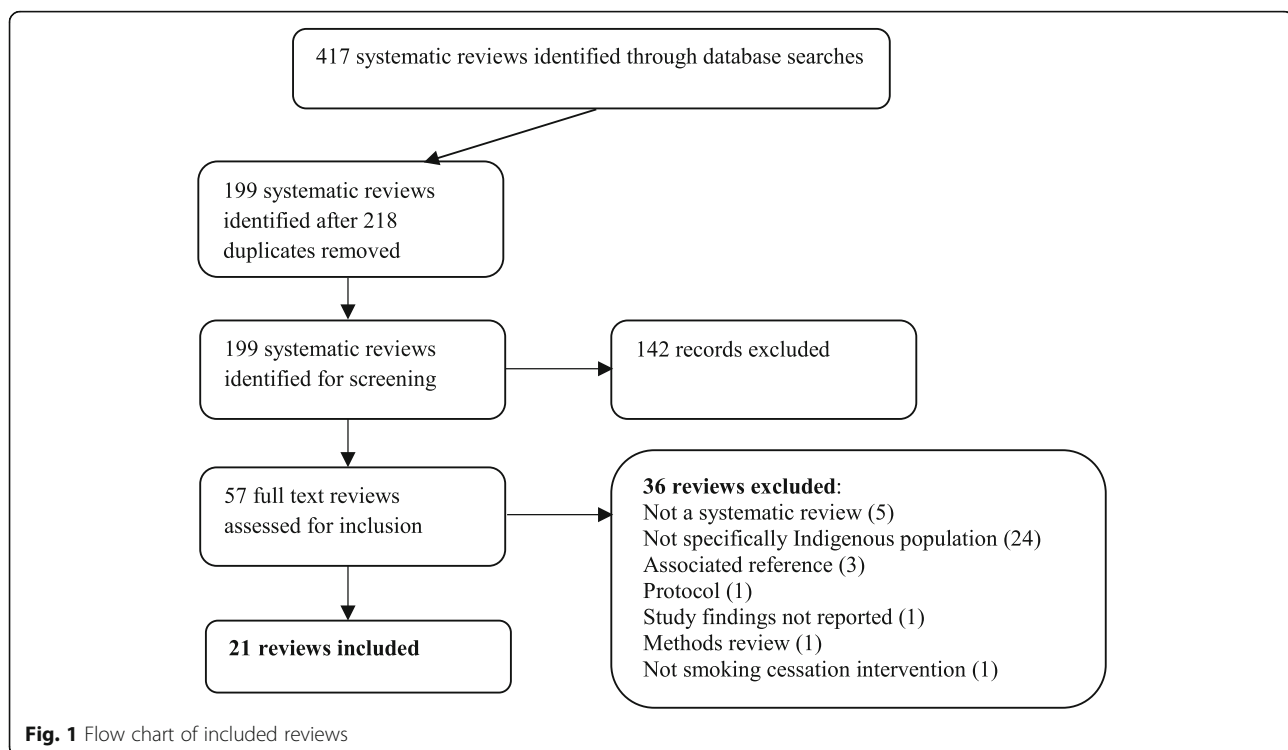 417 systematic reviews identified through database searches
199 systematic reviews
identified after 218
duplicates removed
199 systematic reviews
identified for screening
142 records excluded
57 full text reviews
assessed for inclusion
36 reviews excluded:
Not a systematic review (5)
Not specifically Indigenous population (24)
Associated reference (3)
Protocol (1)
Study findings not reported (1)
Methods review (1)
Not smoking cessation intervention (1)
21 reviews included
Fig. 1 Flow chart of included reviews